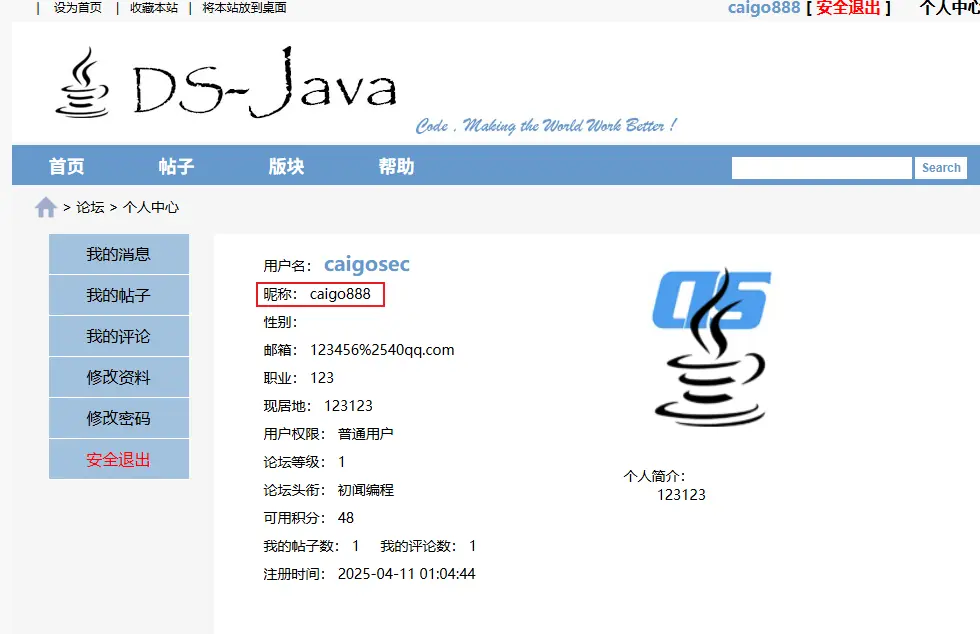 | 设为首页 | 收藏本站 | 将本站放到桌面 caigo888 [ 安全退出 ] 个人中心
DS-Java
Code , Making the World Work Better !
首页 帖子 版块 帮助 Search
> 论坛 > 个人中心
我的消息
我的帖子
我的评论
修改资料
修改密码
安全退出
用户名: caigosec
昵称: caigo888
性别:
邮箱: 123456%2540qq.com
职业: 123
现居地: 123123
用户权限: 普通用户
论坛等级: 1
论坛头衔: 初闻编程
可用积分: 48
我的帖子数: 1 我的评论数: 1
注册时间: 2025-04-11 01:04:44
DS
个人简介:
123123